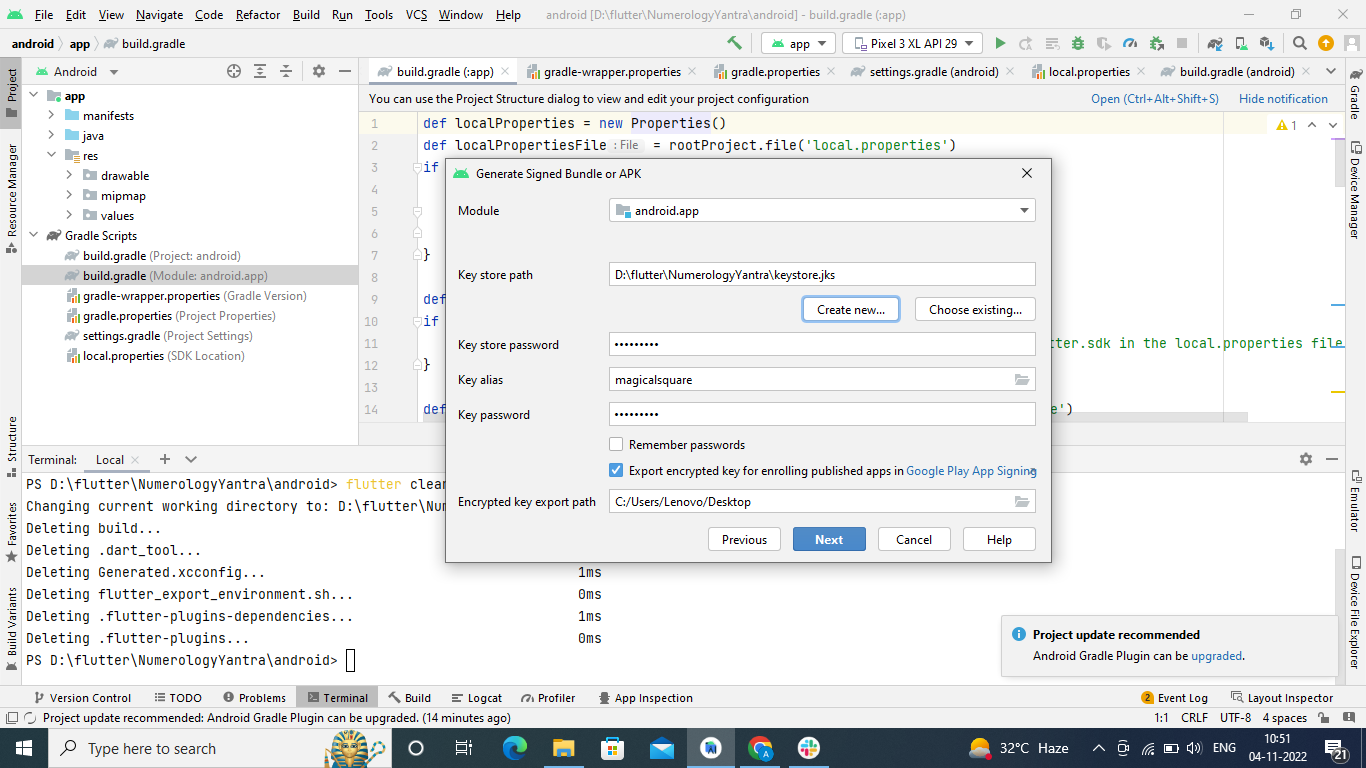 File Edit View Navigate Code Refactor Build Run Tools VCS Window Help android [D:\flutter\NumerologyYantra\android] - build.gradle (:app)
android app build.gradle
app Pixel 3 XL API 29
Android
build.gradle (:app) gradle-wrapper.properties gradle.properties settings.gradle (android) local.properties build.gradle (android)
You can use the Project Structure dialog to view and edit your project configuration Open (Ctrl+Alt+Shift+S) Hide notification
app
manifests
java
res
drawable
mipmap
values
Gradle Scripts
build.gradle (Project: android)
build.gradle (Module: android.app)
gradle-wrapper.properties (Gradle Version)
gradle.properties (Project Properties)
settings.gradle (Project Settings)
local.properties (SDK Location)
Project
Resource Manager
Structure
Favorites
Build Variants
1 def localProperties = new Properties()
2 def localPropertiesFile : File = rootProject.file('local.properties')
3 if
4
5
6
7 }
8
9 def
10 if
11 tter.sdk in the local.properties file
12 }
13
14 def e')
1
Generate Signed Bundle or APK
Module android.app
Key store path D:\flutter\NumerologyYantra\keystore.jks
Create new... Choose existing...
Key store password •••••••••
Key alias magicalsquare
Key password •••••••••
Remember passwords
Export encrypted key for enrolling published apps in Google Play App Signing
Encrypted key export path C:/Users/Lenovo/Desktop
Previous Next Cancel Help
Gradle
Device Manager
Emulator
Device File Explorer
Terminal: Local
PS D:\flutter\NumerologyYantra\android> flutter clean
Changing current working directory to: D:\flutter\Nu
Deleting build...
Deleting .dart_tool...
Deleting Generated.xcconfig... 1ms
Deleting flutter_export_environment.sh... 0ms
Deleting .flutter-plugins-dependencies... 1ms
Deleting .flutter-plugins... 0ms
PS D:\flutter\NumerologyYantra\android>
Project update recommended
Android Gradle Plugin can be upgraded.
Version Control TODO Problems Terminal Build Logcat Profiler App Inspection 2 Event Log Layout Inspector
Project update recommended: Android Gradle Plugin can be upgraded. (14 minutes ago) 1:1 CRLF UTF-8 4 spaces
Type here to search
32°C Haze ENG
10:51
04-11-2022
21